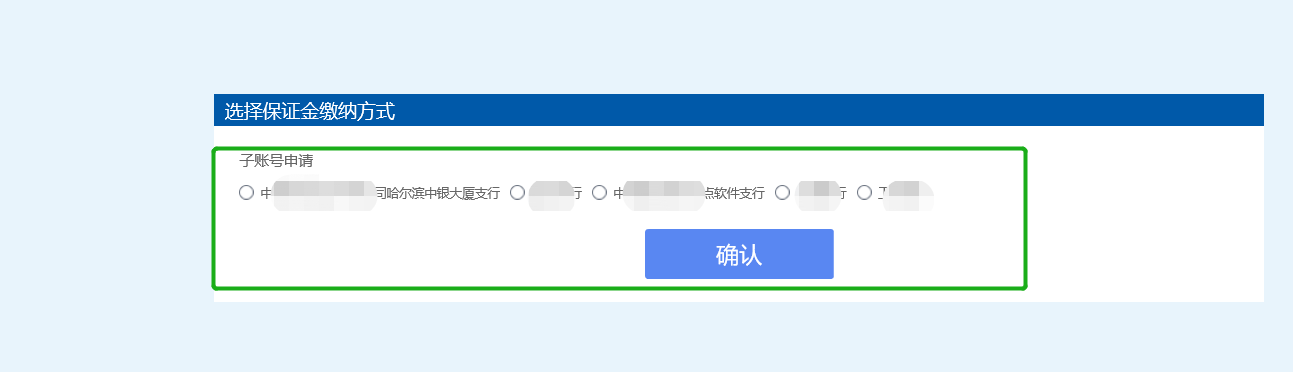 选择保证金缴纳方式
子账号申请
中 司哈尔滨中银大厦支行 行 中 点软件支行 行 工
确认